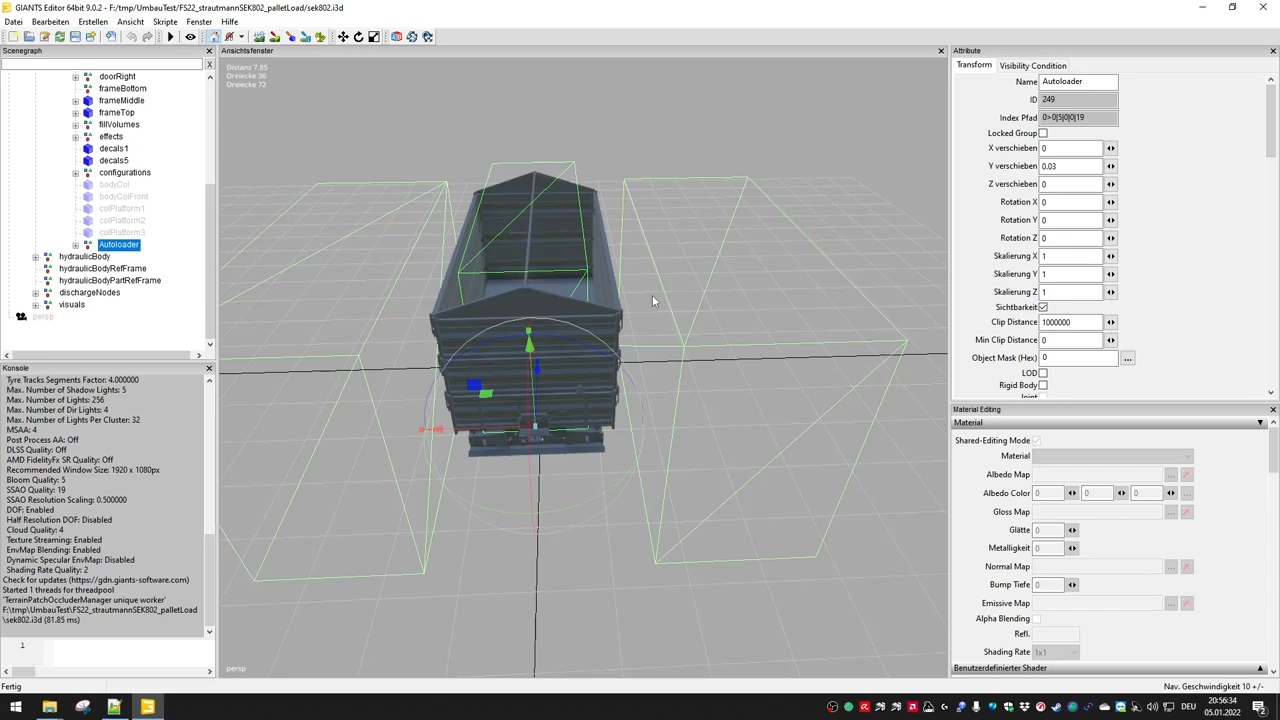 GIANTS Editor 64bit 9.0.2 - F:/tmp/UmbauTest/FS22_strautmannSEK802_palletLoad/sek802.i3d
Datei Bearbeiten Erstellen Ansicht Skripte Fenster Hilfe
Scenegraph
X
doorRight
frameBottom
frameMiddle
frameTop
fillVolumes
effects
decals1
decals5
configurations
bodyCol
bodyColFront
colPlatform1
colPlatform2
colPlatform3
Autoloader
hydraulicBody
hydraulicBodyRefFrame
hydraulicBodyPartRefFrame
dischargeNodes
visuals
persp
Konsole
Tyre Tracks Segments Factor: 4.000000
Max. Number of Shadow Lights: 5
Max. Number of Lights: 256
Max. Number of Dir Lights: 4
Max. Number of Lights Per Cluster: 32
MSAA: 4
Post Process AA: Off
DLSS Quality: Off
AMD FidelityFx SR Quality: Off
Recommended Window Size: 1920 x 1080px
Bloom Quality: 5
SSAO Quality: 19
SSAO Resolution Scaling: 0.500000
DOF: Enabled
Half Resolution DOF: Disabled
Cloud Quality: 4
Texture Streaming: Enabled
EnvMap Blending: Enabled
Dynamic Specular EnvMap: Disabled
Shading Rate Quality: 2
Check for updates (https://gdn.giants-software.com)
Started 1 threads for threadpool
'TerrainPatchOccluderManager unique worker'
F:\tmp\UmbauTest\FS22_strautmannSEK802_palletLoad
\sek802.i3d (81.85 ms)
1
Fertig
Ansichtsfenster
Distanz 7.85
Dreiecke 36
Dreiecke 72
persp
Attribute
Transform Visibility Condition
Name Autoloader
ID 249
Index Pfad 0>0|5|0|0|19
Locked Group
X verschieben 0
Y verschieben 0.03
Z verschieben 0
Rotation X 0
Rotation Y 0
Rotation Z 0
Skalierung X 1
Skalierung Y 1
Skalierung Z 1
Sichtbarkeit
Clip Distance 1000000
Min Clip Distance 0
Object Mask (Hex) 0 ...
LOD
Rigid Body
Joint
Material Editing
Material
Shared-Editing Mode
Material
Albedo Map ...
Albedo Color 0 0 0 ...
Gloss Map ...
Glätte 0
Metalligkeit 0
Normal Map ...
Bump Tiefe 0
Emissive Map ...
Alpha Blending
Refl.
Shading Rate 1x1
Benutzerdefinierter Shader
Nav. Geschwindigkeit 10 +/-
DEU
20:56:34
05.01.2022
2